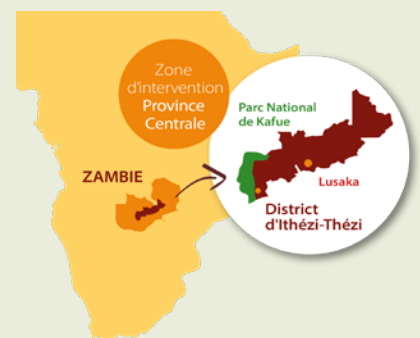 Zone
d'intervention
Province
Centrale
Parc National
de Kafue
ZAMBIE
Lusaka
District
d'Ithézi-Thézi